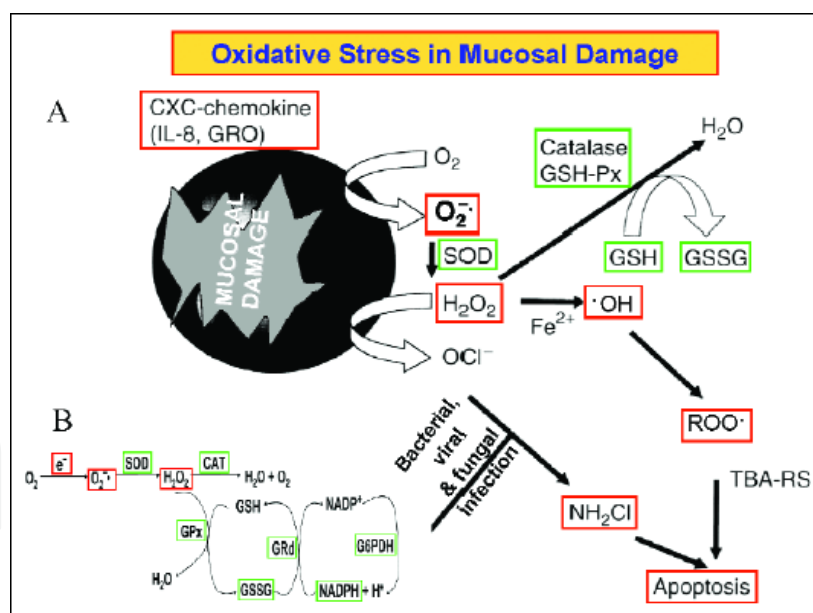 Oxidative Stress in Mucosal Damage
A
CXC-chemokine
(IL-8, GRO)
MUCOSAL
DAMAGE
O₂
O₂⁻·
SOD
H₂O₂
OCl⁻
Catalase
GSH-Px
H₂O
GSH
GSSG
Fe²⁺
·OH
ROO·
TBA-RS
Bacterial,
viral
& fungal
infection
NH₂Cl
Apoptosis
B
O₂
e⁻
O₂⁻·
SOD
H₂O₂
CAT
H₂O + O₂
GPx
H₂O
GSH
GSSG
GRd
NADP⁺
NADPH + H⁺
G6PDH